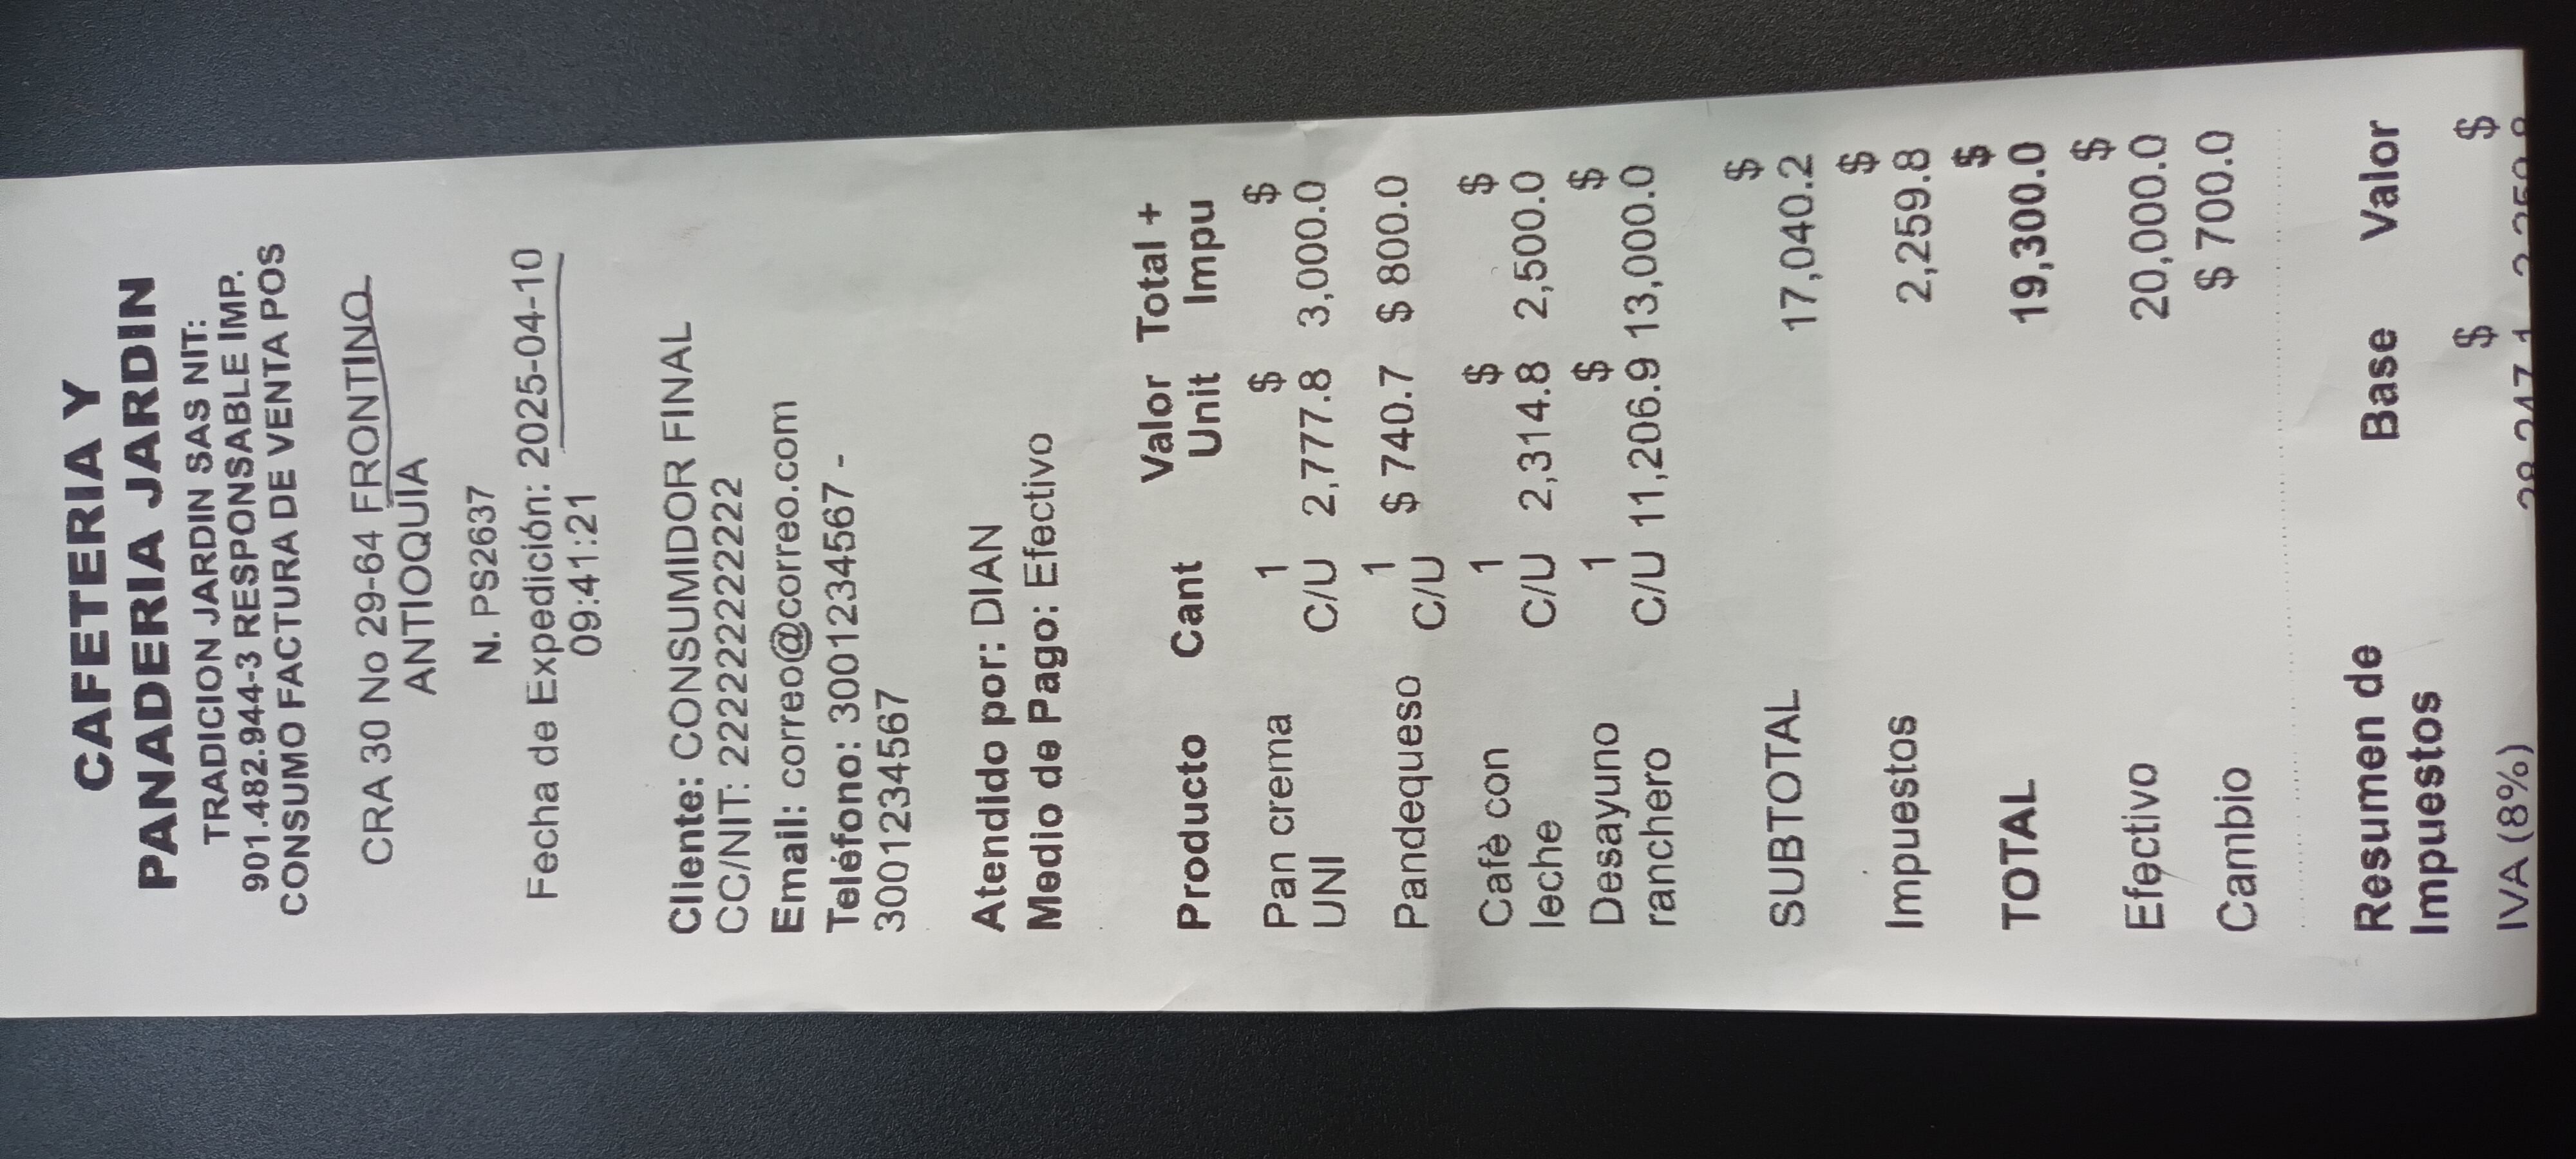 CAFETERIA Y
PANADERIA JARDIN
TRADICION JARDIN SAS NIT:
901.482.944-3 RESPONSABLE IMP.
CONSUMO FACTURA DE VENTA POS
CRA 30 No 29-64 FRONTINO
ANTIOQUIA
N. PS2637
Fecha de Expedición: 2025-04-10
09:41:21
Cliente: CONSUMIDOR FINAL
CC/NIT: 222222222222
Email: correo@correo.com
Teléfono: 3001234567 -
3001234567
Atendido por: DIAN
Medio de Pago: Efectivo
Valor Total +
Producto Cant Unit Impu
Pan crema 1 $ $
UNI C/U 2,777.8 3,000.0
Pandequeso 1 $ 740.7 $ 800.0
C/U
Cafè con 1 $ $
leche C/U 2,314.8 2,500.0
Desayuno 1 $ $
ranchero C/U 11,206.9 13,000.0
$
SUBTOTAL 17,040.2
$
Impuestos 2,259.8
$
TOTAL 19,300.0
$
Efectivo 20,000.0
Cambio $ 700.0
Resumen de Base Valor
Impuestos
$ $
IVA (8%)